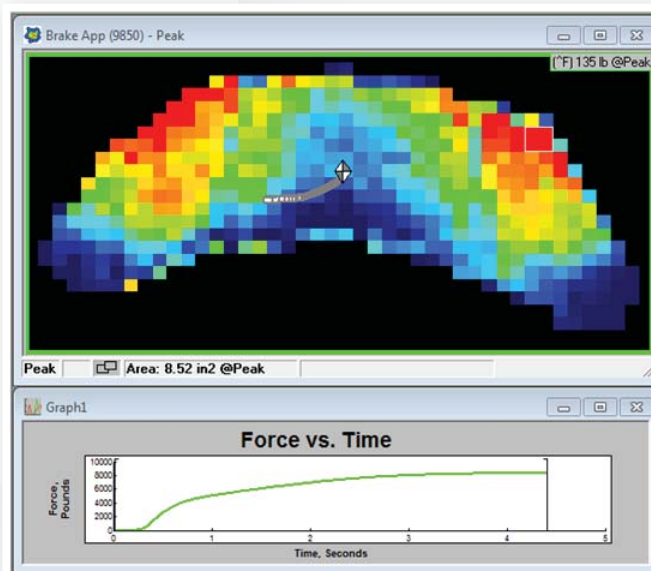 Brake App (9850) - Peak
(^F) 135 lb @Peak
Peak
Area: 8.52 in2 @Peak
Graph1
Force vs. Time
Force,
Pounds
10000
8000
6000
4000
2000
0
0 1 2 3 4 5
Time, Seconds